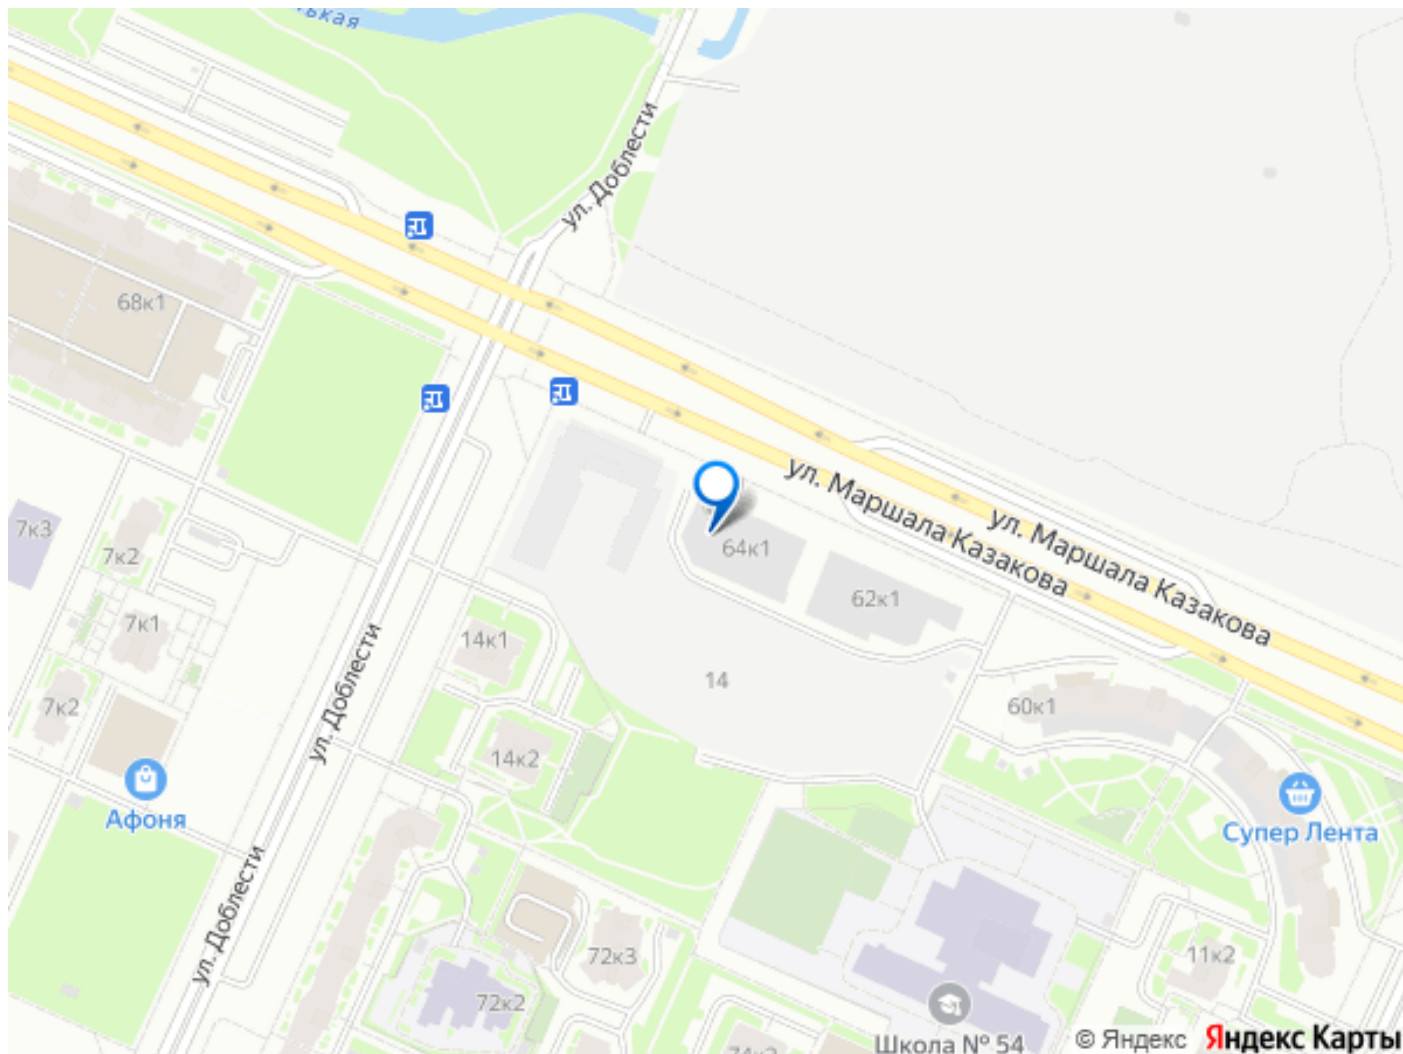 ул. Доблести
68к1
ул. Маршала Казакова
ул. Маршала Казакова
7к3
7к2
64к1
62к1
7к1
14к1
ул. Доблести
14
7к2
60к1
14к2
Афоня
Супер Лента
ул. Доблести
72к3
11к2
72к2
Школа № 54
© Яндекс
Яндекс Карты